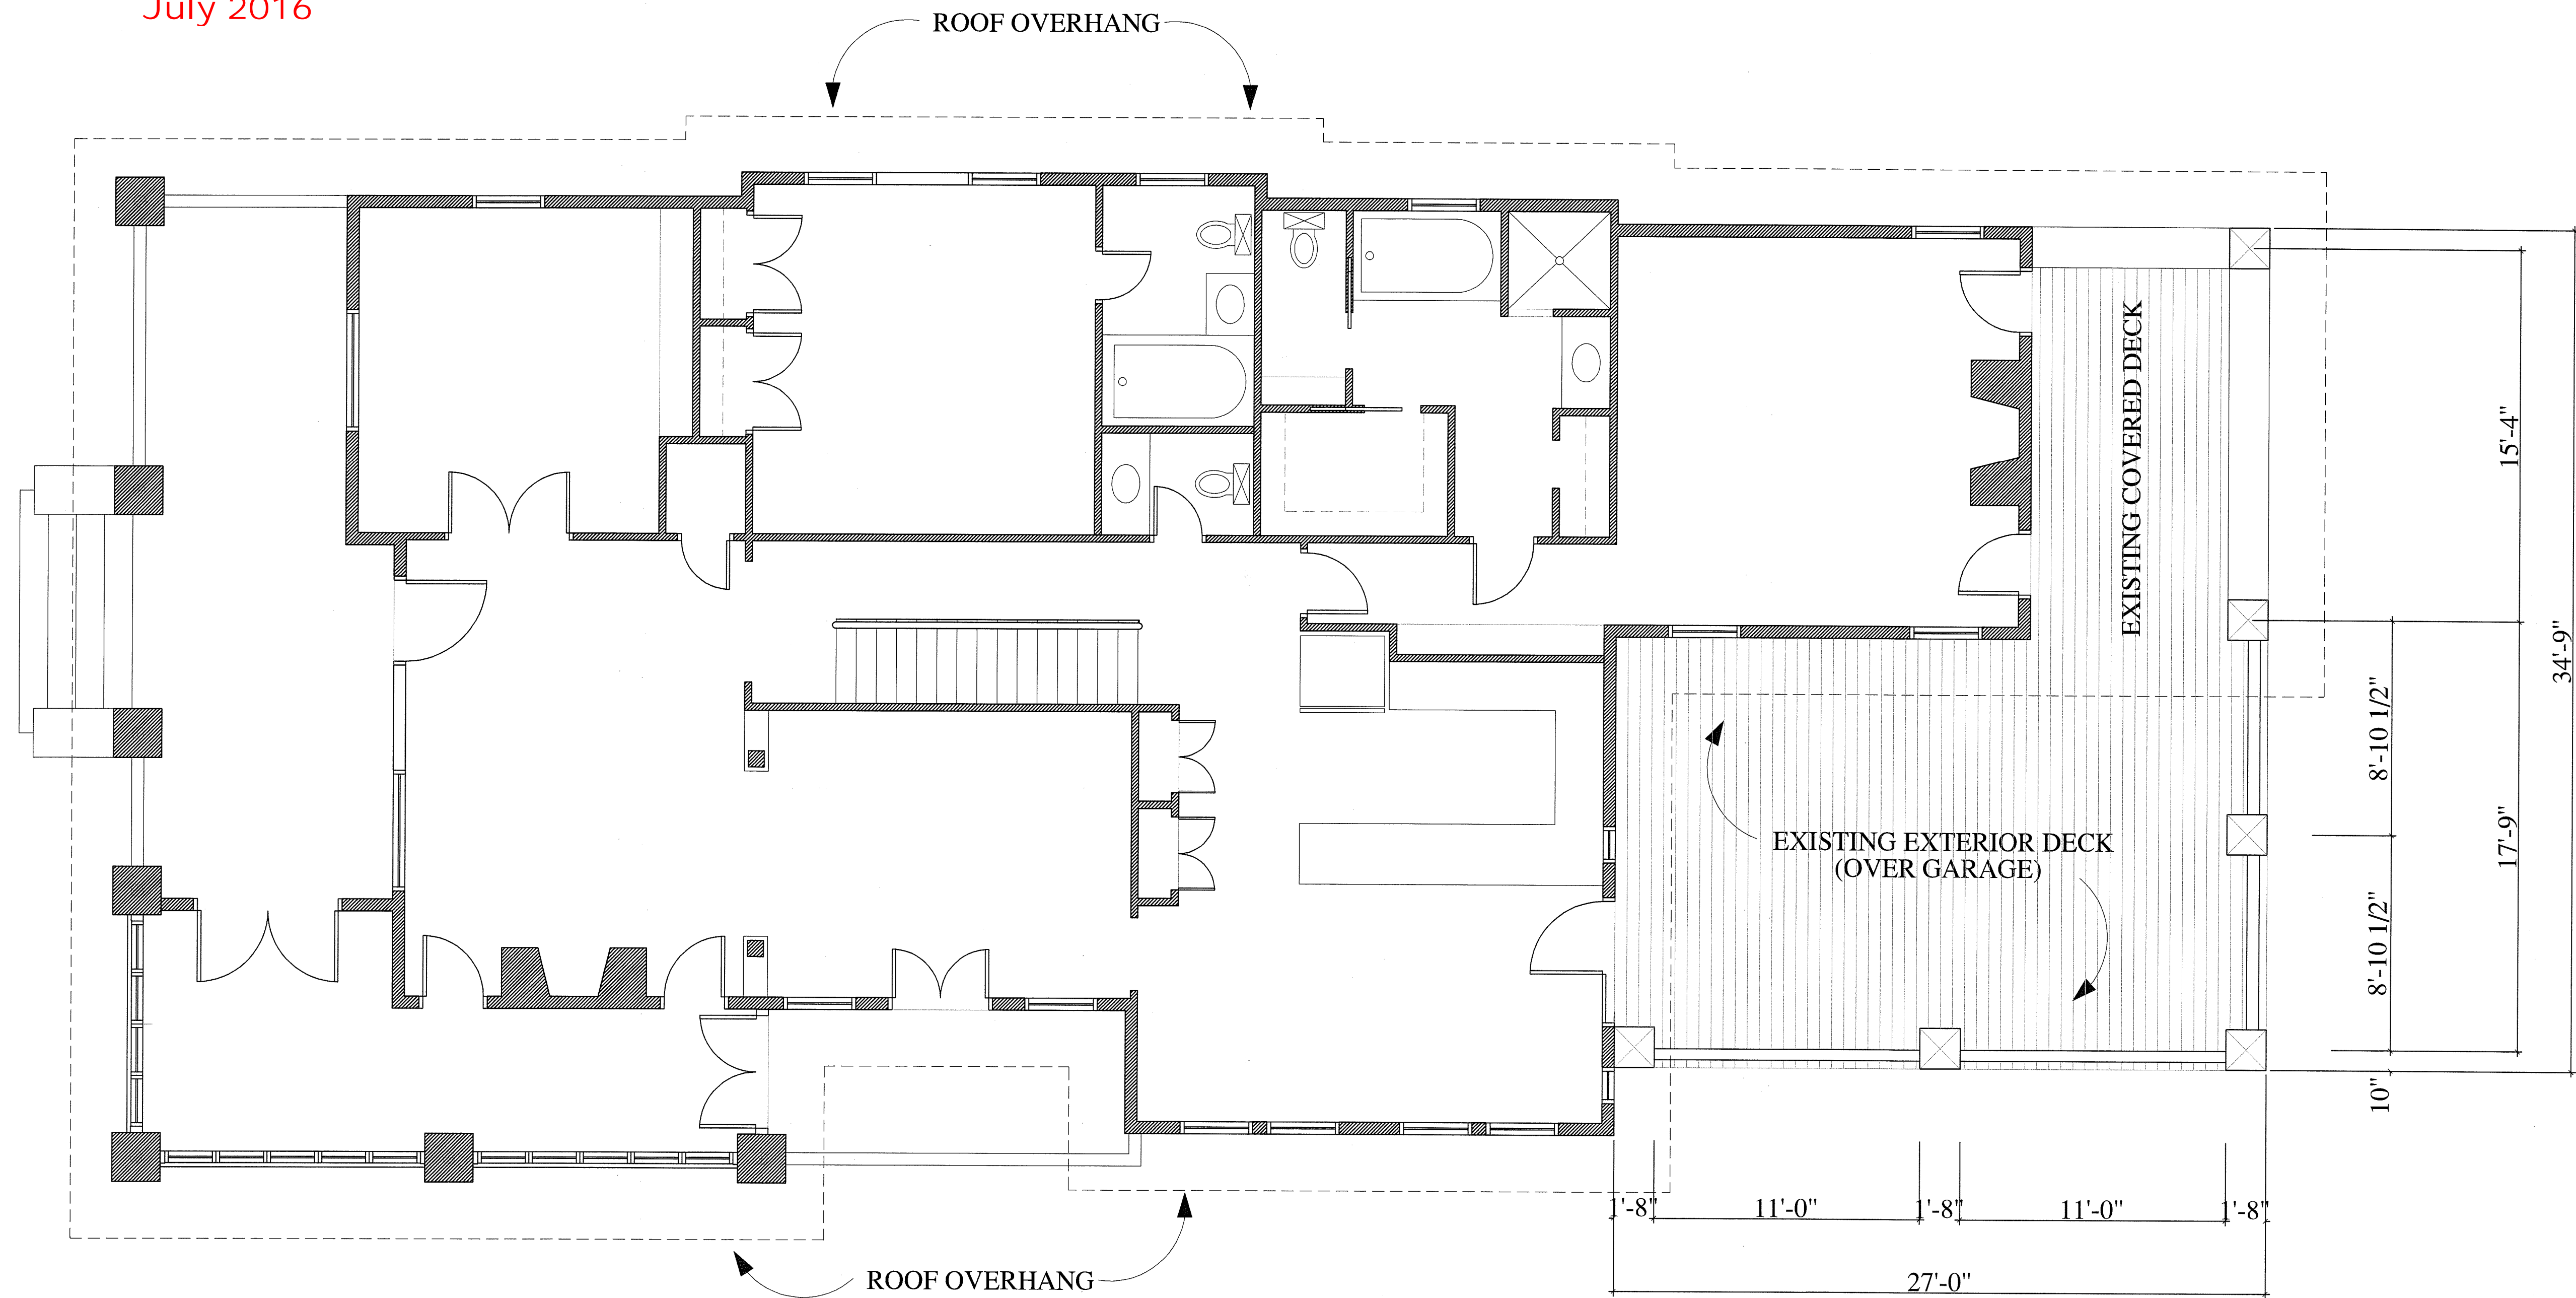 July 2016
ROOF OVERHANG
EXISTING COVERED DECK
15'-4"
34'-9"
8'-10 1/2"
17'-9"
EXISTING EXTERIOR DECK
(OVER GARAGE)
8'-10 1/2"
10"
1'-8"
11'-0"
1'-8"
11'-0"
1'-8"
ROOF OVERHANG
27'-0"